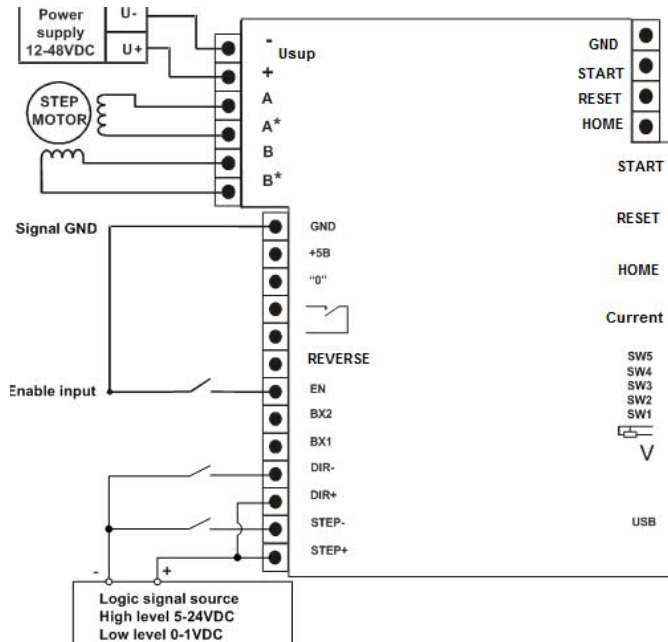 Power
supply
12-48VDC
U-
U+
-
+
Usup
A
A*
B
B*
STEP
MOTOR
GND
START
RESET
HOME
START
RESET
HOME
Current
SW5
SW4
SW3
SW2
SW1
V
USB
Signal GND
GND
+5B
"0"
REVERSE
Enable input
EN
BX2
BX1
DIR-
DIR+
STEP-
STEP+
- +
Logic signal source
High level 5-24VDC
Low level 0-1VDC